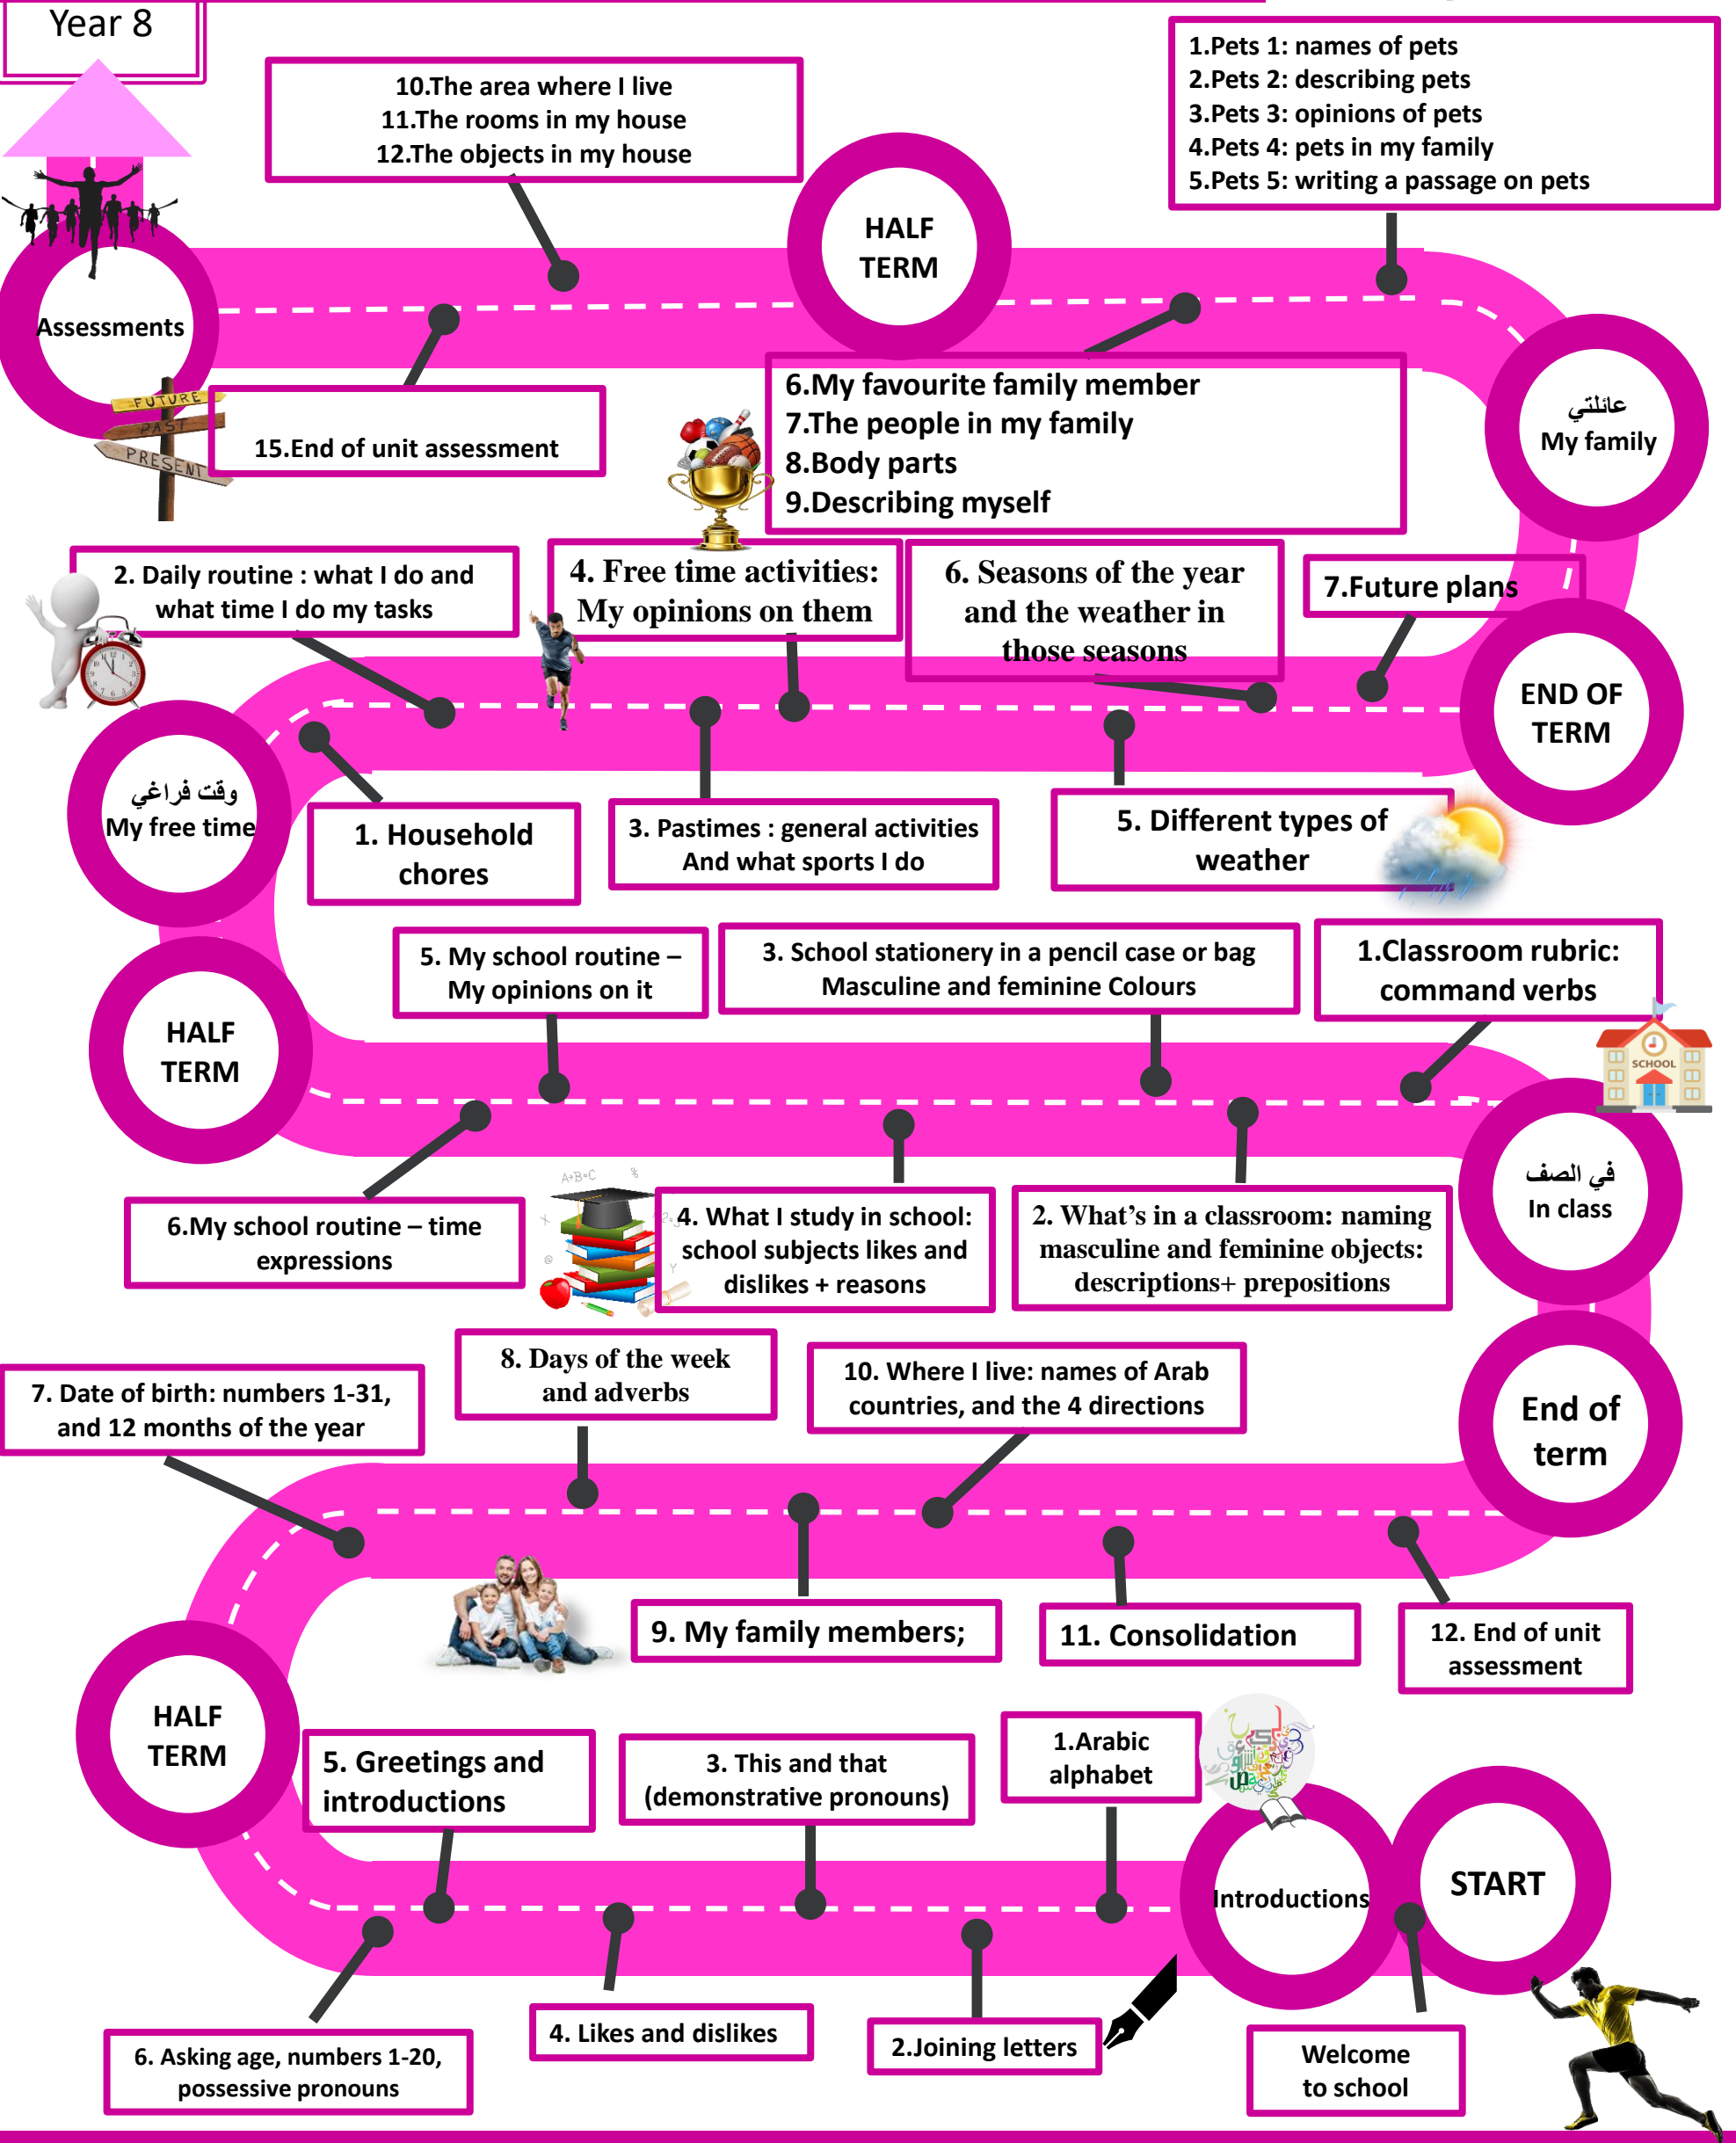 Year 8
10.The area where I live
11.The rooms in my house
12.The objects in my house
1.Pets 1: names of pets
2.Pets 2: describing pets
3.Pets 3: opinions of pets
4.Pets 4: pets in my family
5.Pets 5: writing a passage on pets
HALF
TERM
Assessments
FUTURE
PAST
PRESENT
15.End of unit assessment
6.My favourite family member
7.The people in my family
8.Body parts
9.Describing myself
عائلتي
My family
2. Daily routine : what I do and
what time I do my tasks
4. Free time activities:
My opinions on them
6. Seasons of the year
and the weather in
those seasons
7.Future plans
END OF
TERM
وقت فراغي
My free time
1. Household
chores
3. Pastimes : general activities
And what sports I do
5. Different types of
weather
5. My school routine –
My opinions on it
3. School stationery in a pencil case or bag
Masculine and feminine Colours
1.Classroom rubric:
command verbs
SCHOOL
HALF
TERM
في الصف
In class
6.My school routine – time
expressions
A+B=C
4. What I study in school:
school subjects likes and
dislikes + reasons
2. What’s in a classroom: naming
masculine and feminine objects:
descriptions+ prepositions
7. Date of birth: numbers 1-31,
and 12 months of the year
8. Days of the week
and adverbs
10. Where I live: names of Arab
countries, and the 4 directions
End of
term
9. My family members;
11. Consolidation
12. End of unit
assessment
HALF
TERM
5. Greetings and
introductions
3. This and that
(demonstrative pronouns)
1.Arabic
alphabet
Introductions
START
6. Asking age, numbers 1-20,
possessive pronouns
4. Likes and dislikes
2.Joining letters
Welcome
to school